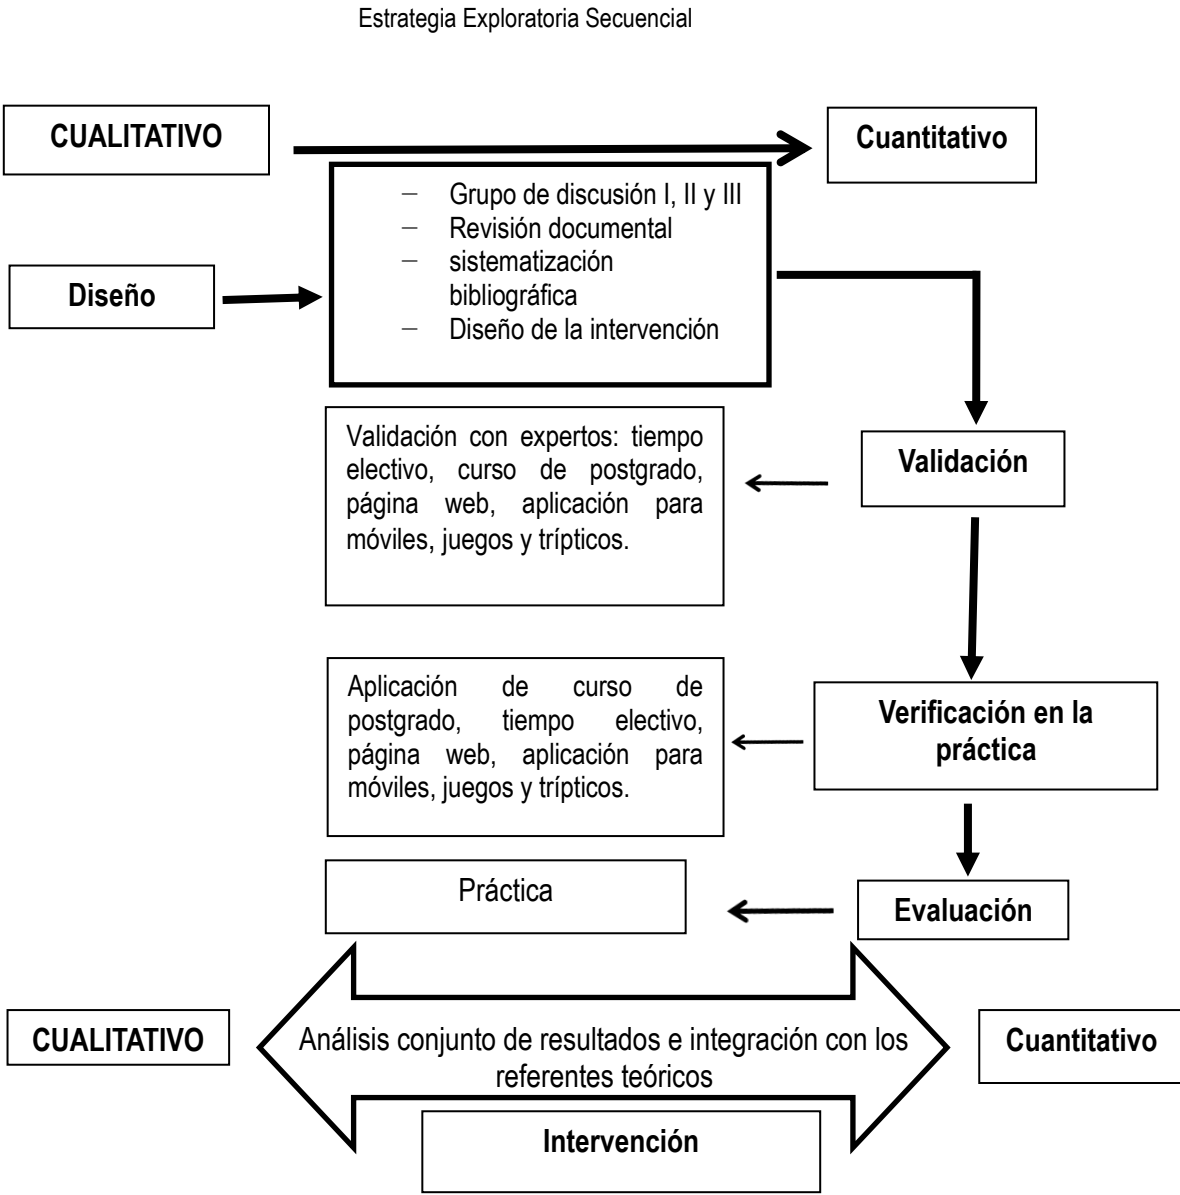 Estrategia Exploratoria Secuencial
CUALITATIVO
Cuantitativo
– Grupo de discusión I, II y III
– Revisión documental
– sistematización
bibliográfica
– Diseño de la intervención
Diseño
Validación con expertos: tiempo
electivo, curso de postgrado,
página web, aplicación para
móviles, juegos y trípticos.
Validación
Aplicación de curso de
postgrado, tiempo electivo,
página web, aplicación para
móviles, juegos y trípticos.
Verificación en la
práctica
Práctica
Evaluación
CUALITATIVO
Análisis conjunto de resultados e integración con los
referentes teóricos
Cuantitativo
Intervención